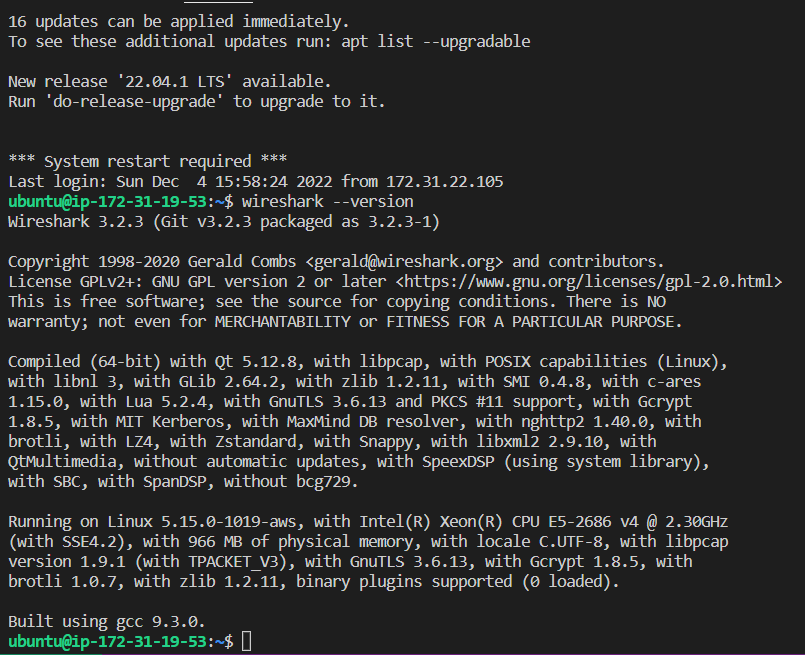 16 updates can be applied immediately.
To see these additional updates run: apt list --upgradable
New release '22.04.1 LTS' available.
Run 'do-release-upgrade' to upgrade to it.
*** System restart required ***
Last login: Sun Dec  4 15:58:24 2022 from 172.31.22.105
ubuntu@ip-172-31-19-53:~$ wireshark --version
Wireshark 3.2.3 (Git v3.2.3 packaged as 3.2.3-1)
Copyright 1998-2020 Gerald Combs <gerald@wireshark.org> and contributors.
License GPLv2+: GNU GPL version 2 or later <https://www.gnu.org/licenses/gpl-2.0.html>
This is free software; see the source for copying conditions. There is NO
warranty; not even for MERCHANTABILITY or FITNESS FOR A PARTICULAR PURPOSE.
Compiled (64-bit) with Qt 5.12.8, with libpcap, with POSIX capabilities (Linux),
with libnl 3, with GLib 2.64.2, with zlib 1.2.11, with SMI 0.4.8, with c-ares
1.15.0, with Lua 5.2.4, with GnuTLS 3.6.13 and PKCS #11 support, with Gcrypt
1.8.5, with MIT Kerberos, with MaxMind DB resolver, with nghttp2 1.40.0, with
brotli, with LZ4, with Zstandard, with Snappy, with libxml2 2.9.10, with
QtMultimedia, without automatic updates, with SpeexDSP (using system library),
with SBC, with SpanDSP, without bcg729.
Running on Linux 5.15.0-1019-aws, with Intel(R) Xeon(R) CPU E5-2686 v4 @ 2.30GHz
(with SSE4.2), with 966 MB of physical memory, with locale C.UTF-8, with libpcap
version 1.9.1 (with TPACKET_V3), with GnuTLS 3.6.13, with Gcrypt 1.8.5, with
brotli 1.0.7, with zlib 1.2.11, binary plugins supported (0 loaded).
Built using gcc 9.3.0.
ubuntu@ip-172-31-19-53:~$